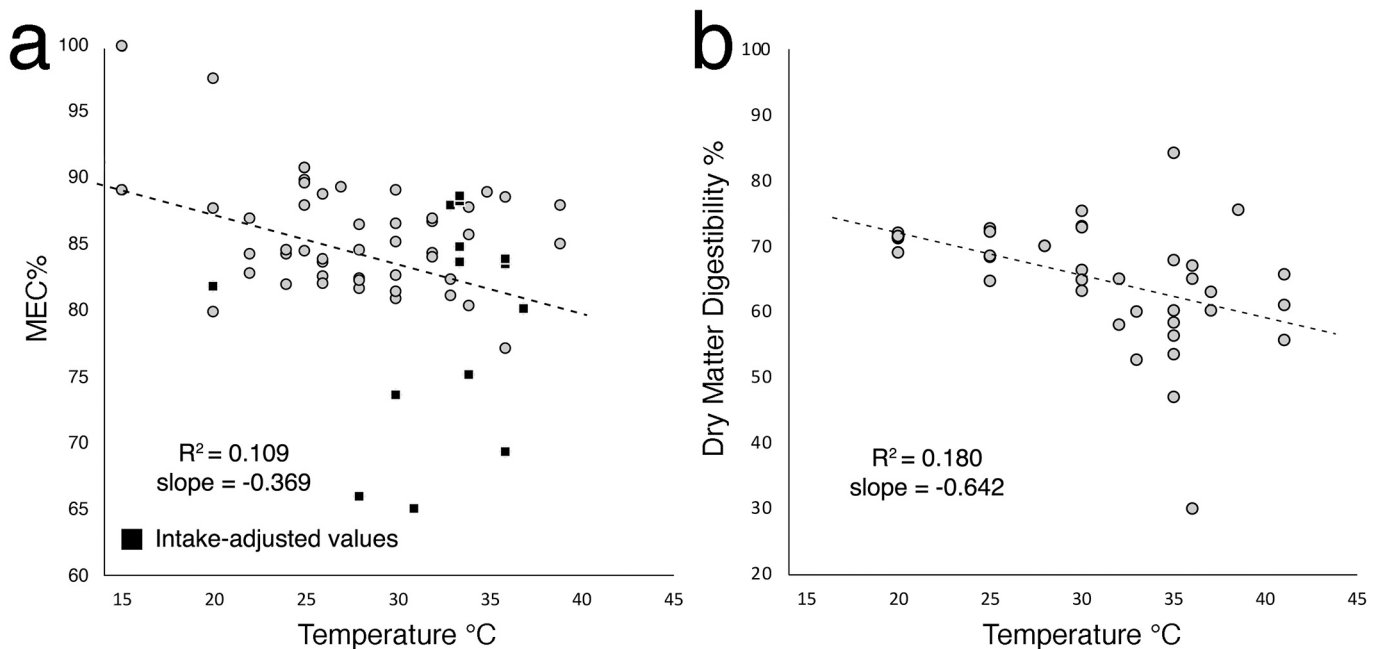 a
MEC%
100
95
90
85
80
75
70
65
60
R² = 0.109
slope = -0.369
Intake-adjusted values
15 20 25 30 35 40 45
Temperature °C
b
Dry Matter Digestibility %
100
90
80
70
60
50
40
30
20
R² = 0.180
slope = -0.642
15 20 25 30 35 40 45
Temperature °C